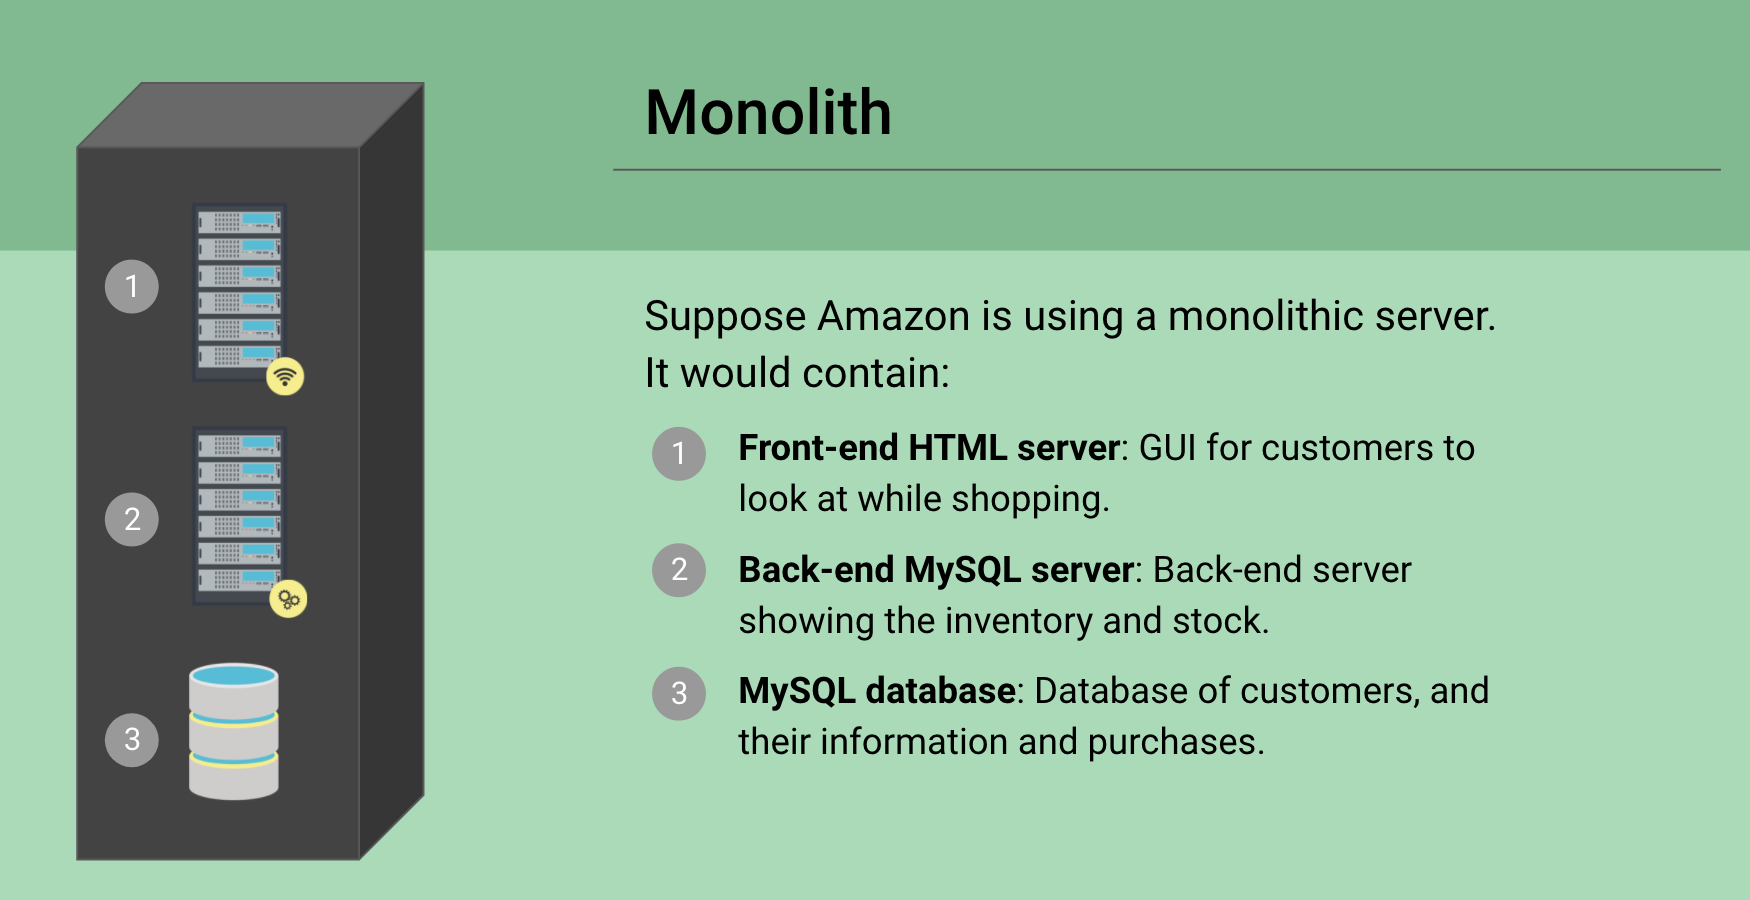 Monolith
Suppose Amazon is using a monolithic server.
It would contain:
1 Front-end HTML server: GUI for customers to
look at while shopping.
2 Back-end MySQL server: Back-end server
showing the inventory and stock.
3 MySQL database: Database of customers, and
their information and purchases.
1
2
3